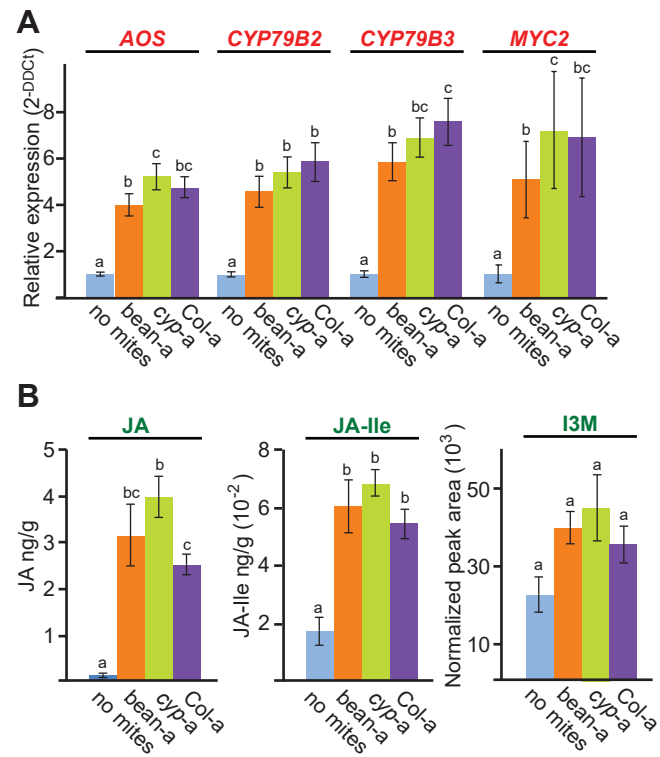 A
AOS CYP79B2 CYP79B3 MYC2
Relative expression (2-DDCt)
8
6
4
2
a b c bc
a b b b
a b bc c
a b c bc
no mites bean-a cyp-a Col-a no mites bean-a cyp-a Col-a no mites bean-a cyp-a Col-a no mites bean-a cyp-a Col-a
B
JA JA-Ile I3M
JA ng/g
5
4
3
2
1
a bc b c
no mites bean-a cyp-a Col-a
JA-Ile ng/g (10-2)
8
6
4
2
a b b b
no mites bean-a cyp-a Col-a
Normalized peak area (103)
50
30
10
a a a a
no mites bean-a cyp-a Col-a